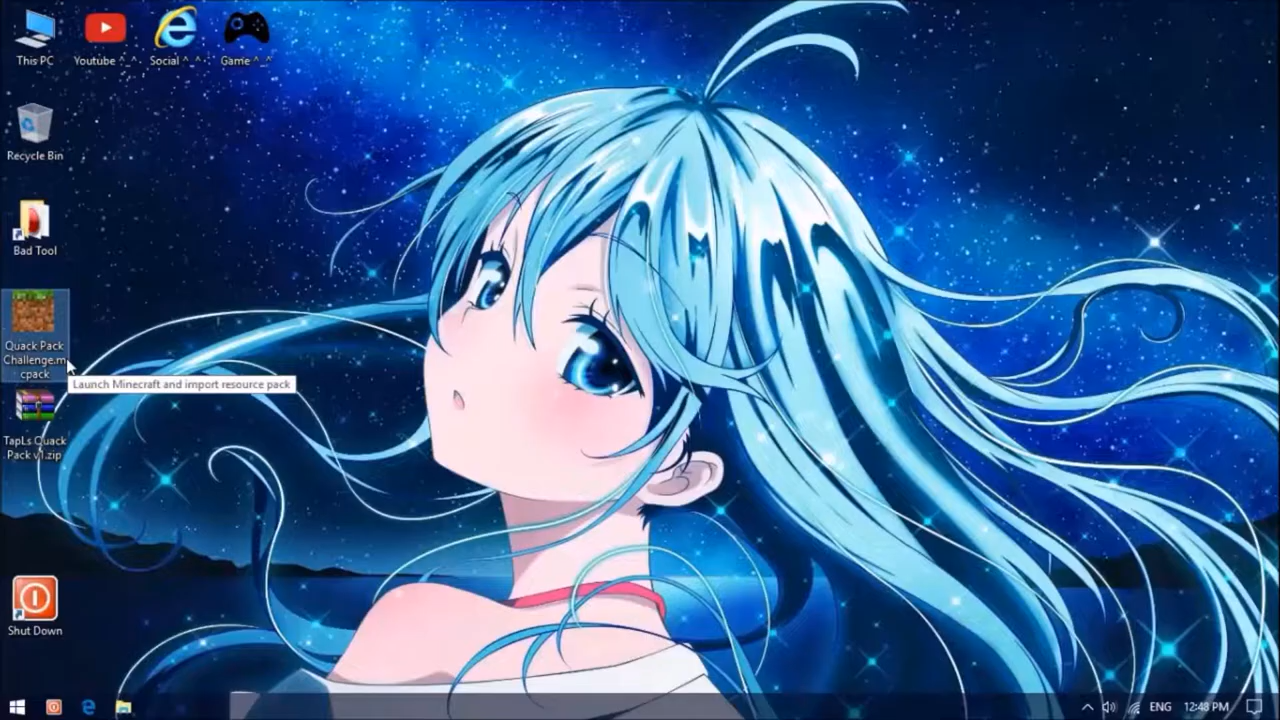 This PC
Youtube ^_^
Social ^_^
Game ^_^
Recycle Bin
Bad Tool
Quack Pack
Challenge.m
cpack
Launch Minecraft and import resource pack
TapLs Quack
Pack v1.zip
Shut Down
ENG
12:48 PM